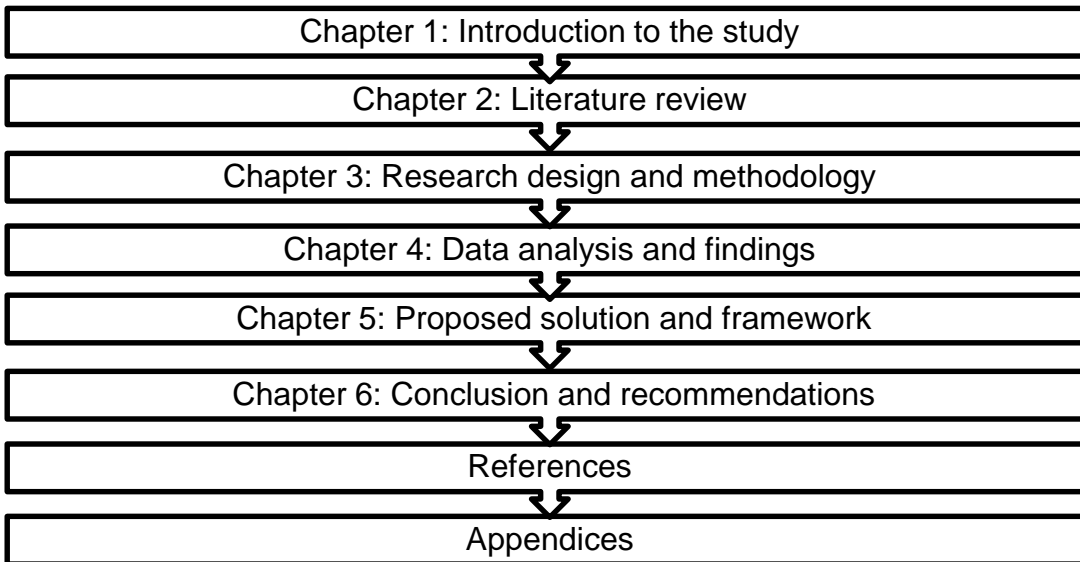 Chapter 1: Introduction to the study
Chapter 2: Literature review
Chapter 3: Research design and methodology
Chapter 4: Data analysis and findings
Chapter 5: Proposed solution and framework
Chapter 6: Conclusion and recommendations
References
Appendices